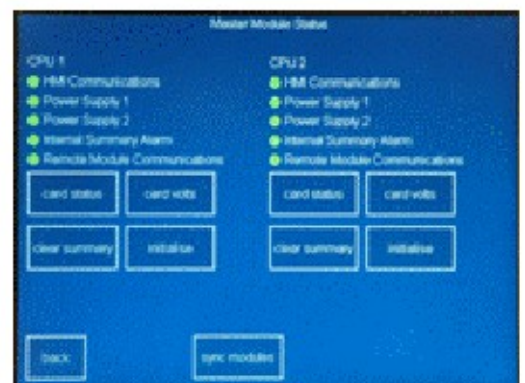 Master Module Status
CPU 1
HMI Communications
Power Supply 1
Power Supply 2
Internal Summary Alarm
Remote Module Communications
card status
card volts
clear summary
initialise
CPU 2
HMI Communications
Power Supply 1
Power Supply 2
Internal Summary Alarm
Remote Module Communications
card status
card volts
clear summary
initialise
back
sync modules